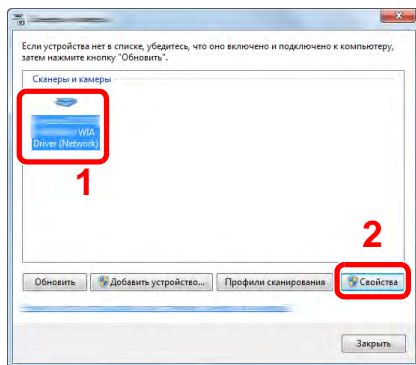 Если устройства нет в списке, убедитесь, что оно включено и подключено к компьютеру,
затем нажмите кнопку "Обновить".
Сканеры и камеры
WIA
Driver (Network)
1
2
Обновить
Добавить устройство...
Профили сканирования
Свойства
Закрыть